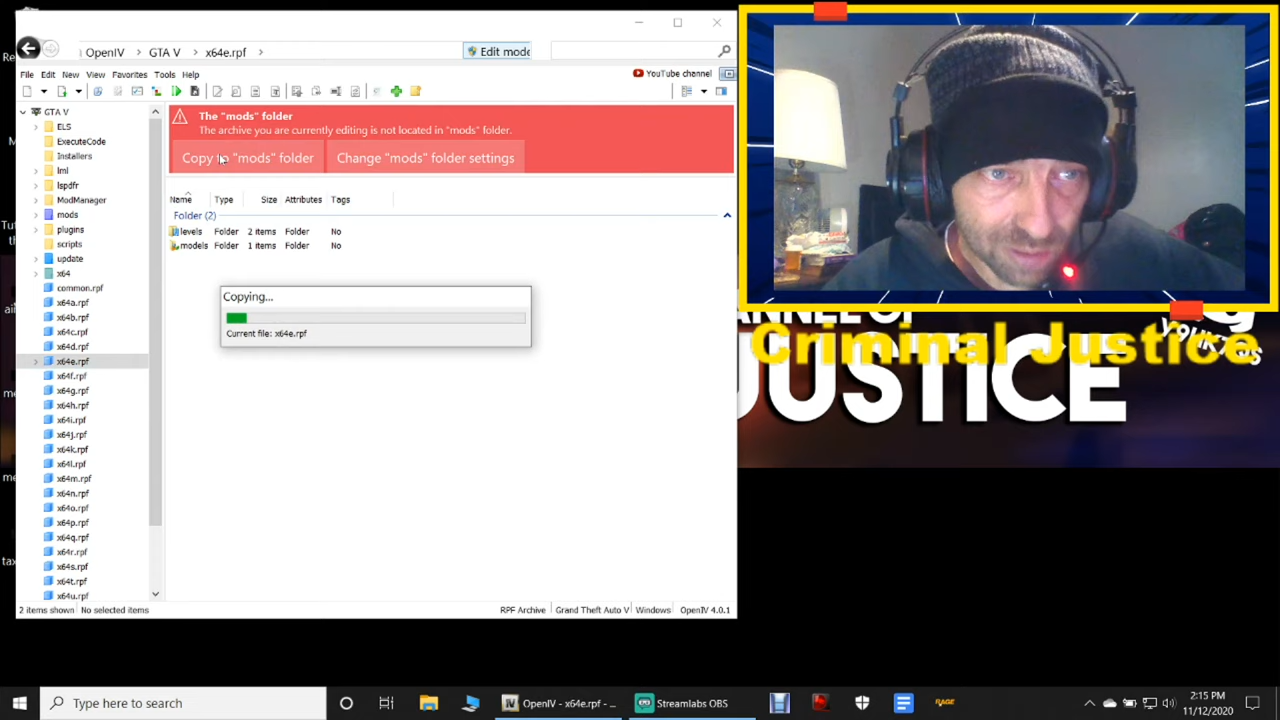 OpenIV
GTA V
x64e.rpf
Edit mode
File Edit New View Favorites Tools Help
YouTube channel
GTA V
ELS
ExecuteCode
Installers
lml
lspdfr
ModManager
mods
plugins
scripts
update
x64
common.rpf
x64a.rpf
x64b.rpf
x64c.rpf
x64d.rpf
x64e.rpf
x64f.rpf
x64g.rpf
x64h.rpf
x64i.rpf
x64j.rpf
x64k.rpf
x64l.rpf
x64m.rpf
x64n.rpf
x64o.rpf
x64p.rpf
x64q.rpf
x64r.rpf
x64s.rpf
x64t.rpf
x64u.rpf
The "mods" folder
The archive you are currently editing is not located in "mods" folder.
Copy to "mods" folder
Change "mods" folder settings
Name Type Size Attributes Tags
Folder (2)
levels Folder 2 items Folder No
models Folder 1 items Folder No
Copying...
Current file: x64e.rpf
2 items shown No selected items
RPF Archive Grand Theft Auto V Windows OpenIV 4.0.1
Criminal Justice
JUSTICE
Type here to search
OpenIV - x64e.rpf - ...
Streamlabs OBS
RAGE
2:15 PM
11/12/2020